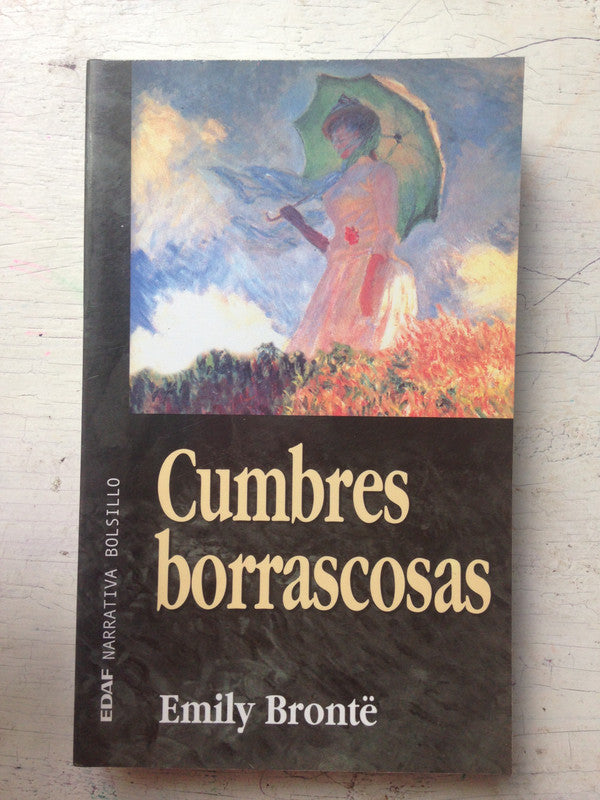 Cumbres
borrascosas
Emily Brontë
EDAF NARRATIVA BOLSILLO